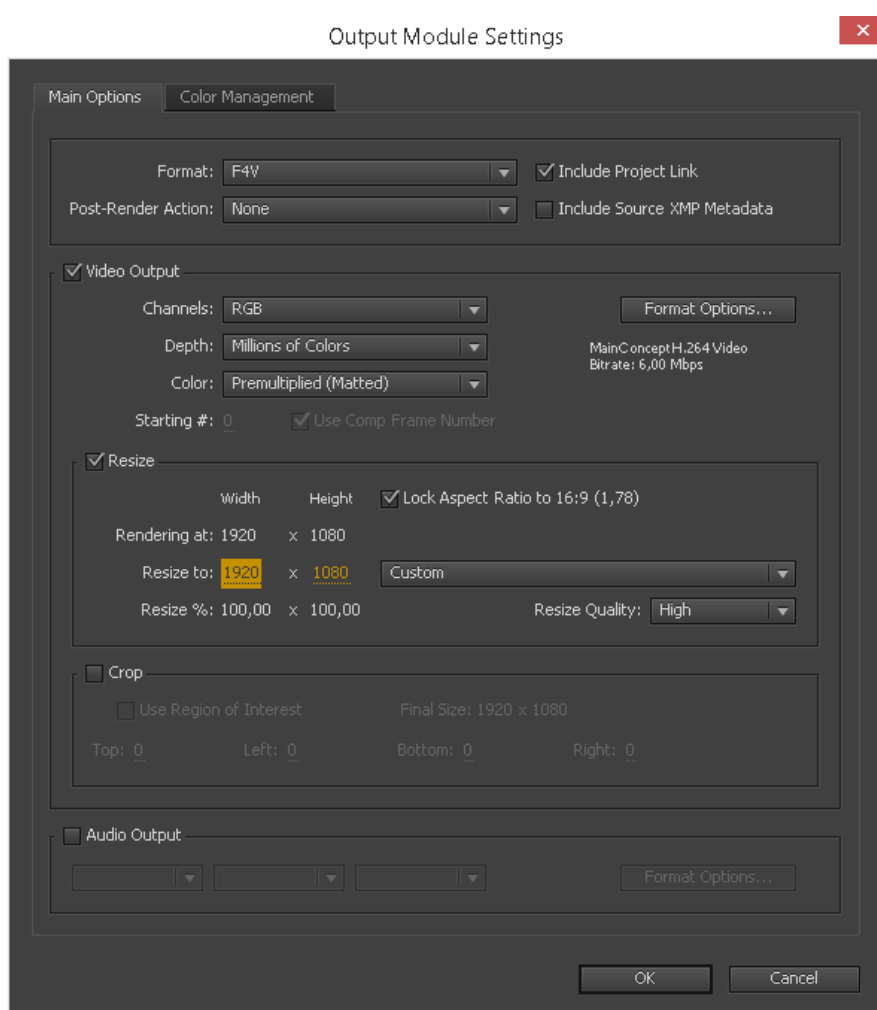 Output Module Settings
Main Options Color Management
Format: F4V Include Project Link
Post-Render Action: None Include Source XMP Metadata
Video Output
Channels: RGB Format Options...
Depth: Millions of Colors MainConcept H.264 Video
Bitrate: 6,00 Mbps
Color: Premultiplied (Matted)
Starting #: 0 Use Comp Frame Number
Resize
Width Height Lock Aspect Ratio to 16:9 (1,78)
Rendering at: 1920 x 1080
Resize to: 1920 x 1080 Custom
Resize %: 100,00 x 100,00 Resize Quality: High
Crop
Use Region of Interest Final Size: 1920 x 1080
Top: 0 Left: 0 Bottom: 0 Right: 0
Audio Output
Format Options...
OK Cancel